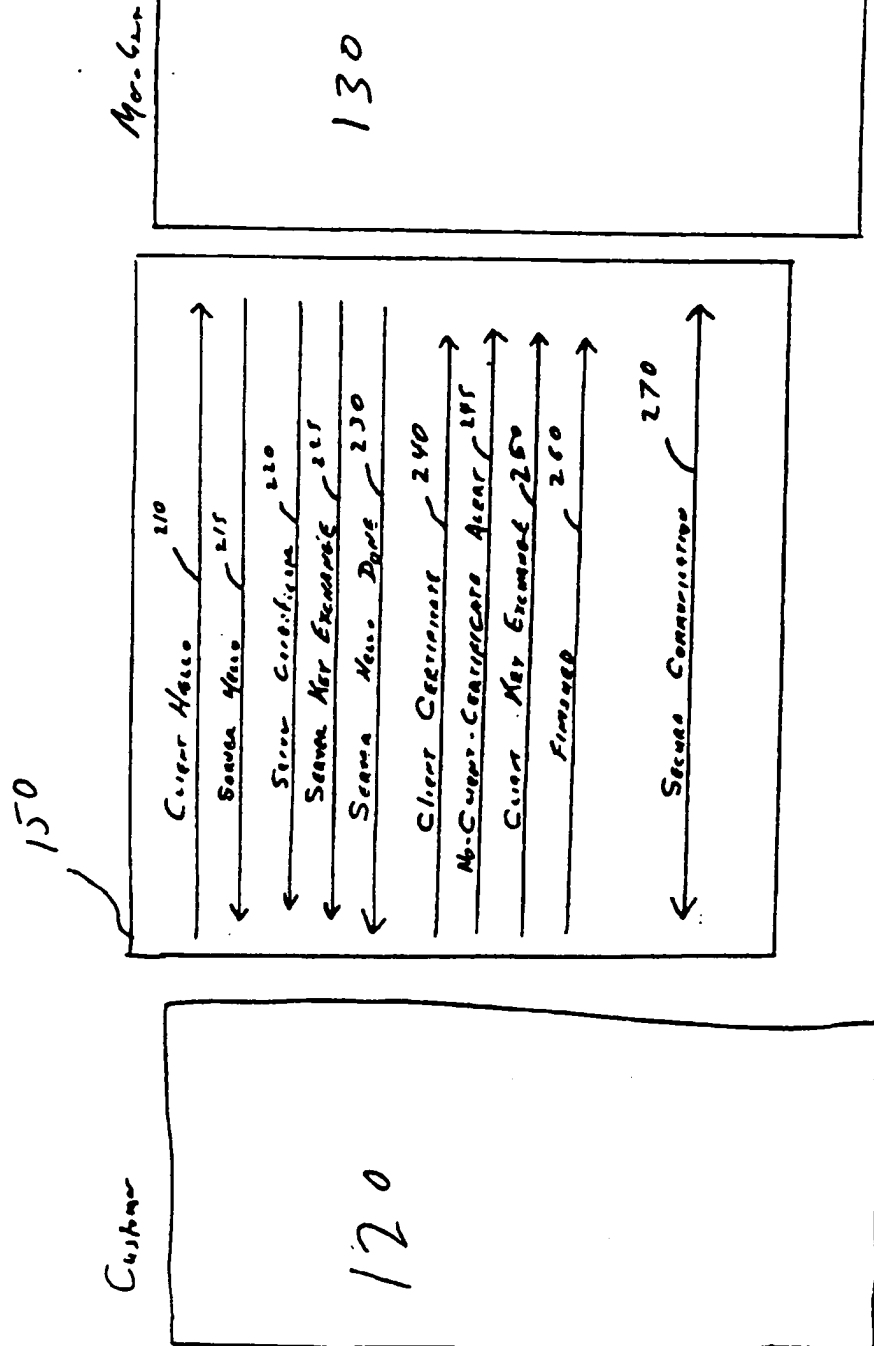 150
Customer
120
Client Hello 210
Server Hello 215
Server Certificate 220
Server Key Exchange 225
Server Hello Done 230
Client Certificate 240
No-Client-Certificate Alert 245
Client Key Exchange 250
Finished 260
Secure Communication 270
130